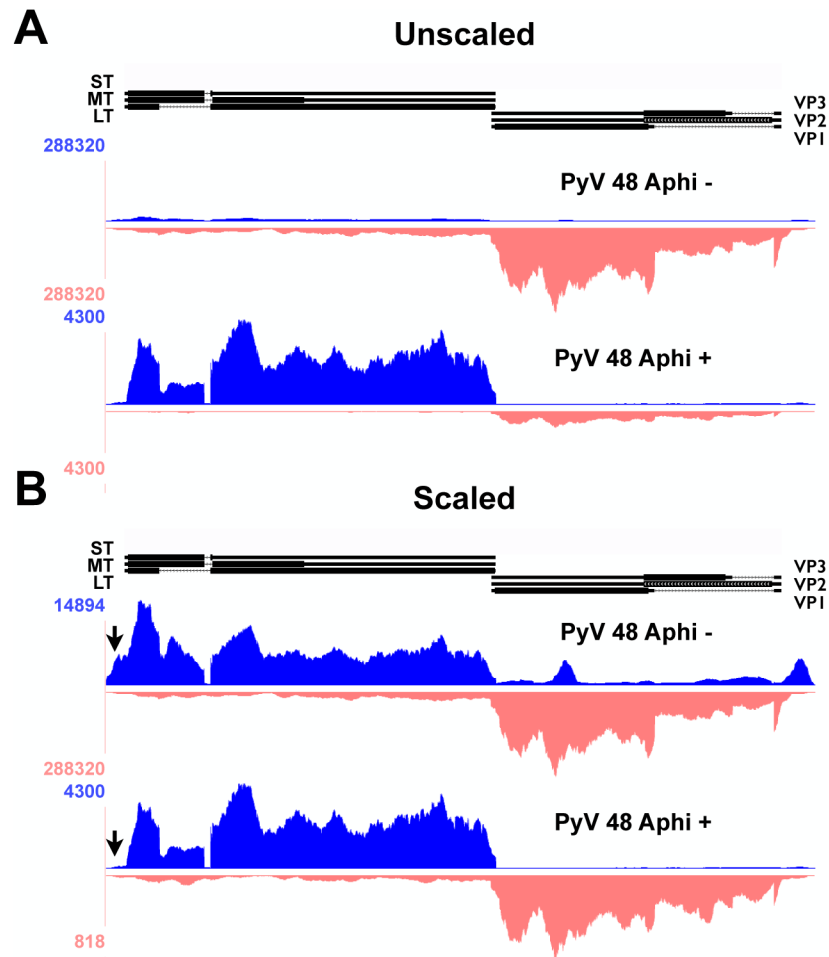 A
Unscaled
ST
MT
LT
VP3
VP2
VP1
288320
PyV 48 Aphi -
288320
4300
PyV 48 Aphi +
4300
B
Scaled
ST
MT
LT
VP3
VP2
VP1
14894
PyV 48 Aphi -
288320
4300
PyV 48 Aphi +
818